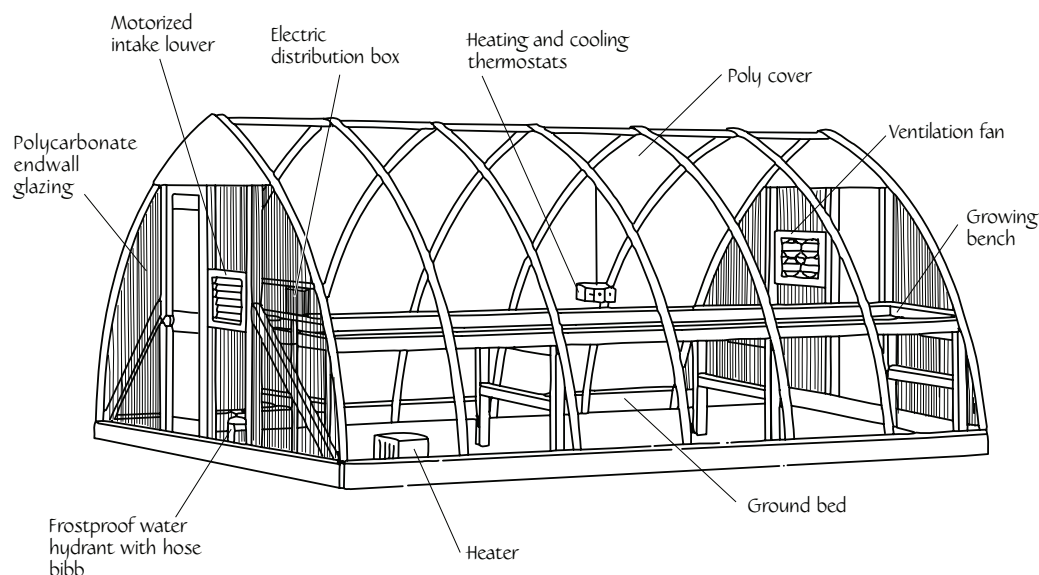 Motorized
intake louver
Electric
distribution box
Heating and cooling
thermostats
Poly cover
Ventilation fan
Polycarbonate
endwall
glazing
Growing
bench
Ground bed
Frostproof water
hydrant with hose
bibb
Heater